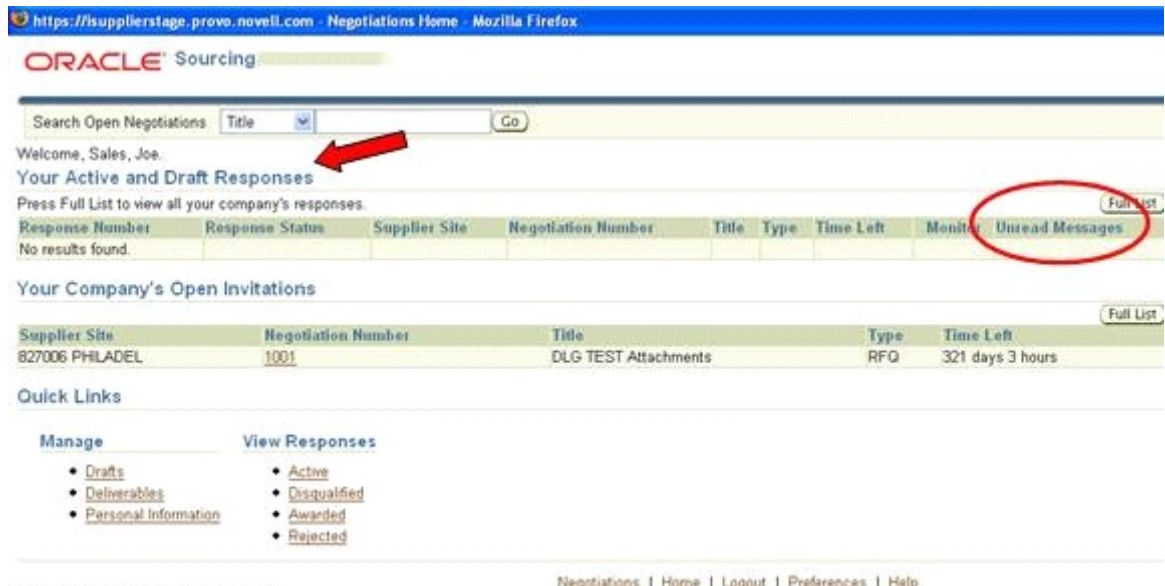 https://isupplierstage.provo.novell.com - Negotiations Home - Mozilla Firefox
ORACLE Sourcing
Search Open Negotiations Title Go
Welcome, Sales, Joe.
Your Active and Draft Responses
Press Full List to view all your company's responses.
Full List
Response Number Response Status Supplier Site Negotiation Number Title Type Time Left Monitor Unread Messages
No results found.
Your Company's Open Invitations
Full List
Supplier Site Negotiation Number Title Type Time Left
827006 PHILADEL 1001 DLG TEST Attachments RFQ 321 days 3 hours
Quick Links
Manage View Responses
Drafts Active
Deliverables Disqualified
Personal Information Awarded
Rejected
Negotiations | Home | Logout | Preferences | Help